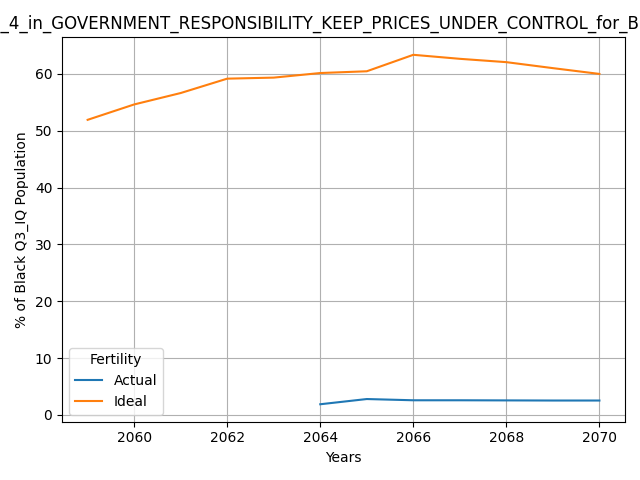 _4_in_GOVERNMENT_RESPONSIBILITY_KEEP_PRICES_UNDER_CONTROL_for_B
60
50
40
30
20
10
0
% of Black Q3_IQ Population
Fertility
Actual
Ideal
2060
2062
2064
2066
2068
2070
Years